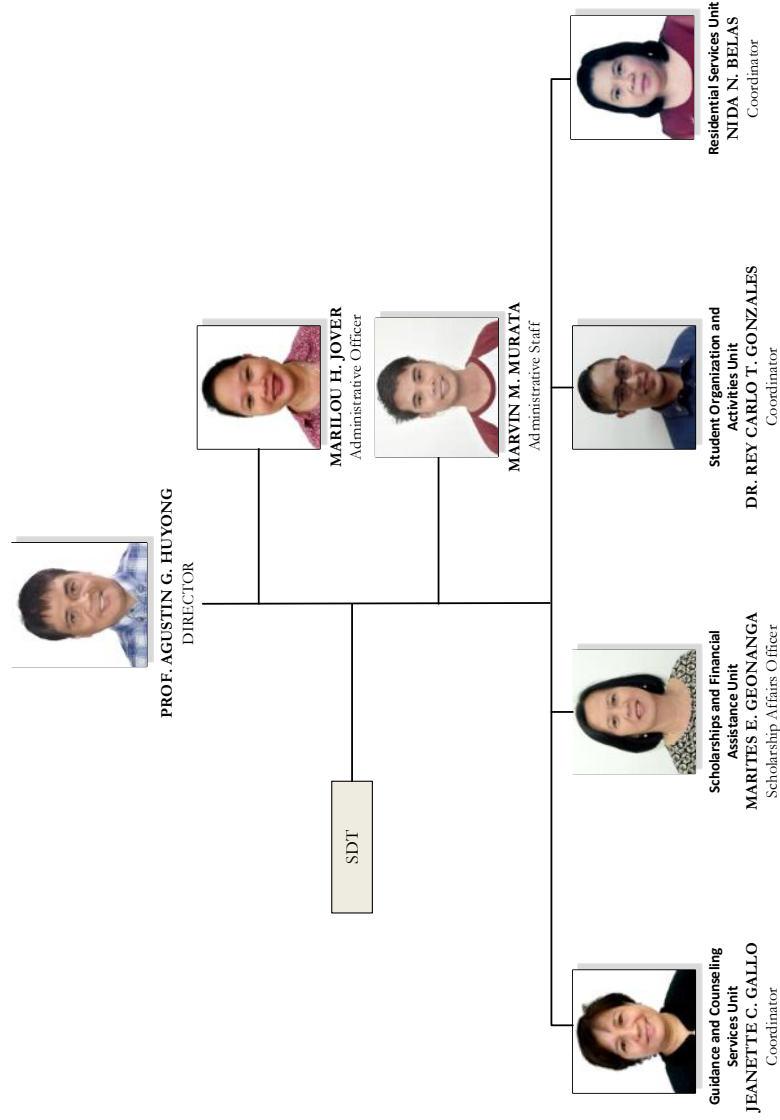 PROF. AGUSTIN G. HUYONG
DIRECTOR
MARILOU H. JOVER
Administrative Officer
SDT
MARVIN M. MURATA
Administrative Staff
Guidance and Counseling
Services Unit
JEANETTE C. GALLO
Coordinator
Scholarships and Financial
Assistance Unit
MARITES E. GEONANGA
Scholarship Affairs Officer
Student Organization and
Activities Unit
DR. REY CARLO T. GONZALES
Coordinator
Residential Services Unit
NIDA N. BELAS
Coordinator